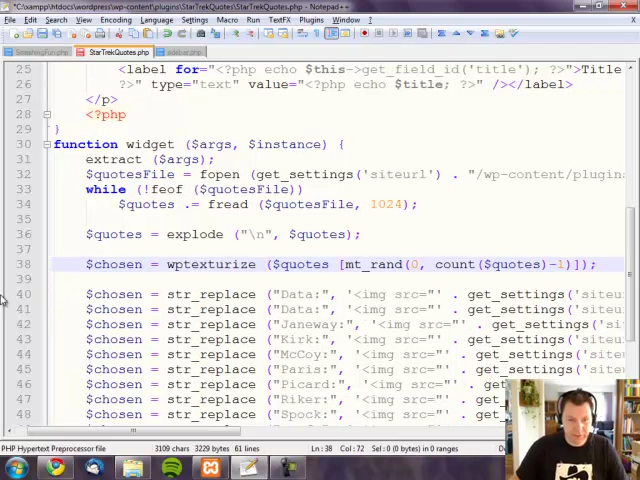 *C:\xampp\htdocs\wordpress\wp-content\plugins\StarTrekQuotes\StarTrekQuotes.php - Notepad++
File Edit Search View Encoding Language Settings Macro Run TextFX Plugins Window ?
StarTrekQuotes.php sidebar.php
25 <label for="<?php echo $this->get_field_id('title'); ?>">Title
26 ?>" type="text" value="<?php echo $title; ?>" /></label>
27 </p>
28 <?php
29 }
30 function widget ($args, $instance) {
31 extract ($args);
32 $quotesFile = fopen (get_settings('siteurl') . "/wp-content/plugin
33 while (!feof ($quotesFile))
34 $quotes .= fread ($quotesFile, 1024);
35
36 $quotes = explode ("\n", $quotes);
37
38 $chosen = wptexturize ($quotes [mt_rand(0, count($quotes)-1)]);
39
40 $chosen = str_replace ("Data:", '<img src="' . get_settings('siteu
41 $chosen = str_replace ("Data:", '<img src="' . get_settings('siteu
42 $chosen = str_replace ("Janeway:", '<img src="' . get_settings('si
43 $chosen = str_replace ("Kirk:", '<img src="' . get_settings('siteu
44 $chosen = str_replace ("McCoy:", '<img src="' . get_settings('site
45 $chosen = str_replace ("Paris:", '<img src="' . get_settings('site
46 $chosen = str_replace ("Picard:", '<img src="' . get_set
47 $chosen = str_replace ("Riker:", '<img src="' . get_sett
48 $chosen = str_replace ("Spock:", '<img src="' . get_sett
PHP Hypertext Preprocessor file 3109 chars 3229 bytes 61 lines Ln : 38 Col : 72 Sel : 0 (0 bytes) in 0 ranges